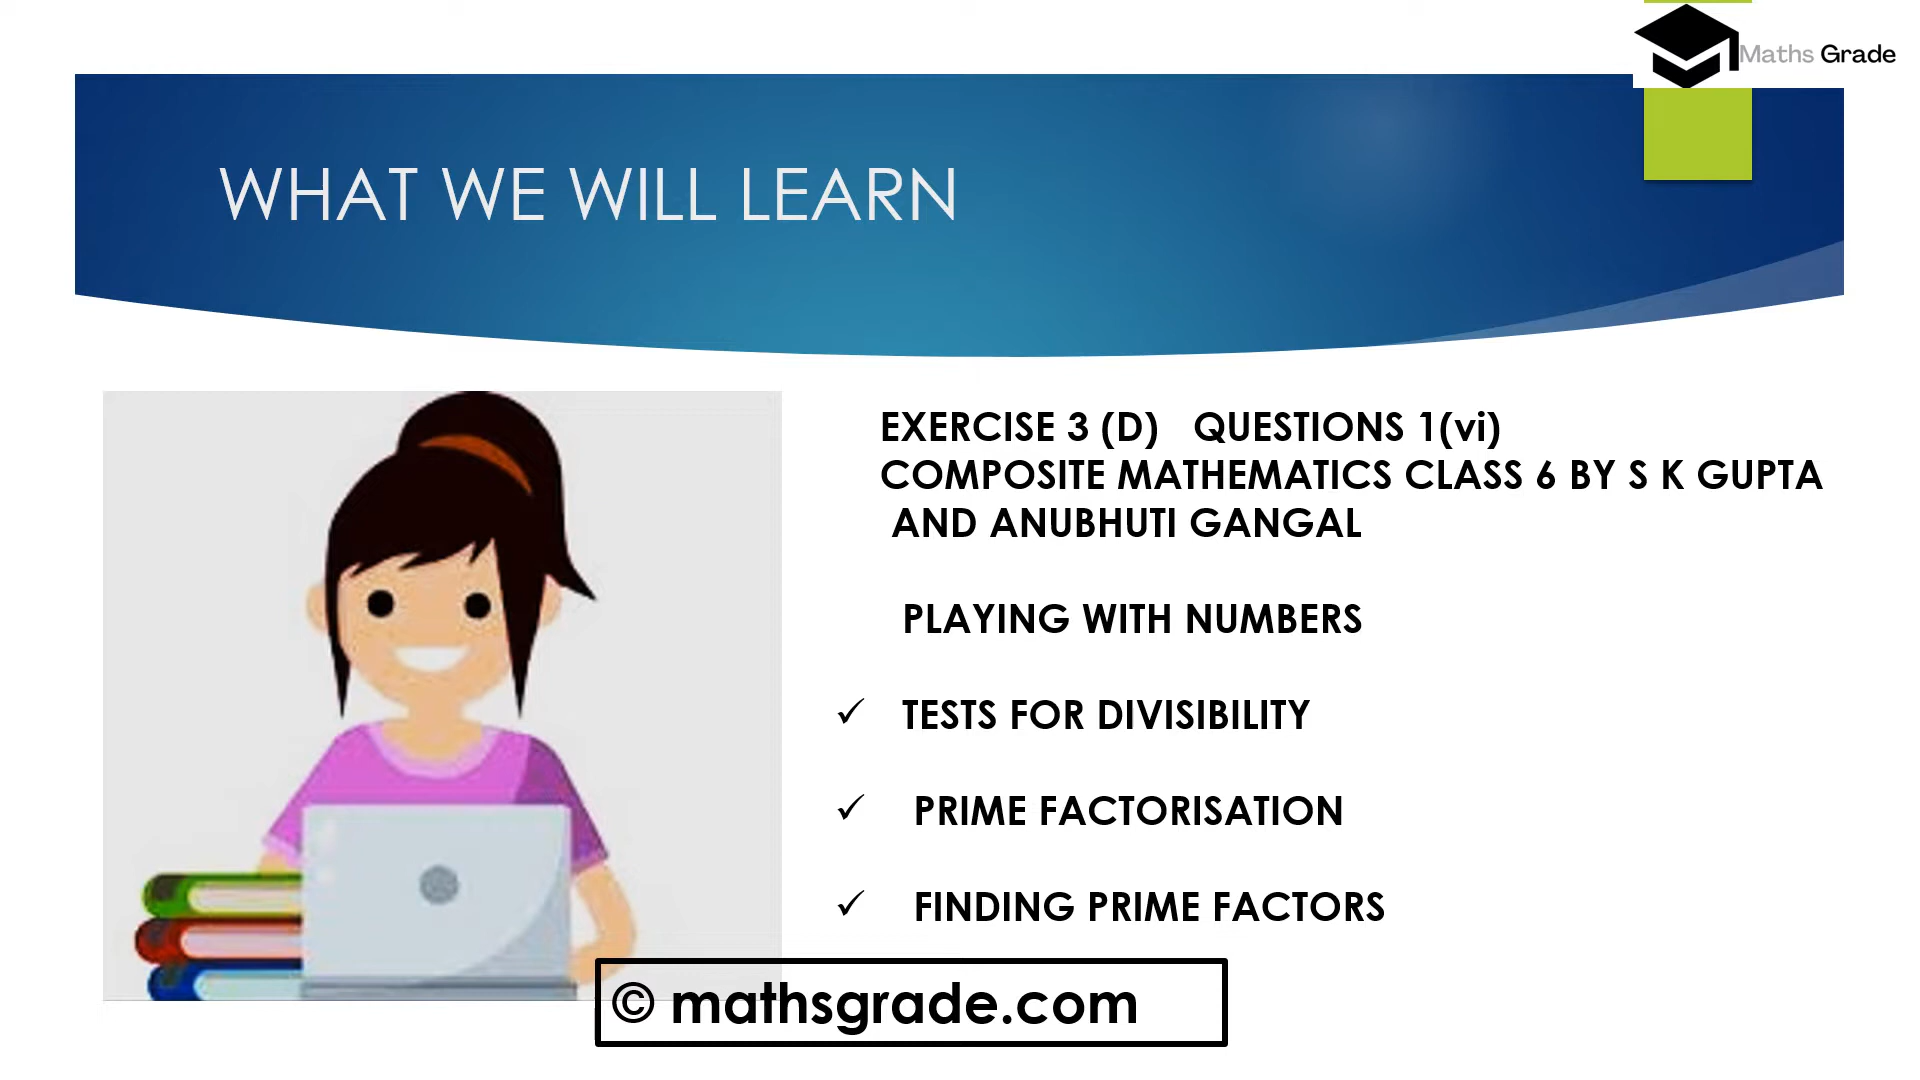 Maths Grade
WHAT WE WILL LEARN
EXERCISE 3 (D) QUESTIONS 1(vi)
COMPOSITE MATHEMATICS CLASS 6 BY S K GUPTA
AND ANUBHUTI GANGAL
PLAYING WITH NUMBERS
✓ TESTS FOR DIVISIBILITY
✓ PRIME FACTORISATION
✓ FINDING PRIME FACTORS
© mathsgrade.com